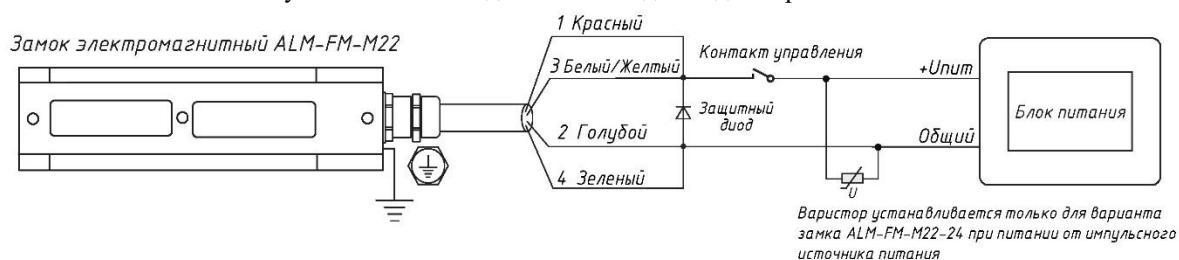 1 Красный
Замок электромагнитный ALM-FM-M22
Контакт управления
3 Белый/Желтый
+Uпит
Защитный
диод
Блок питания
2 Голубой
Общий
4 Зеленый
U
Варистор устанавливается только для варианта
замка ALM-FM-M22-24 при питании от импульсного
источника питания